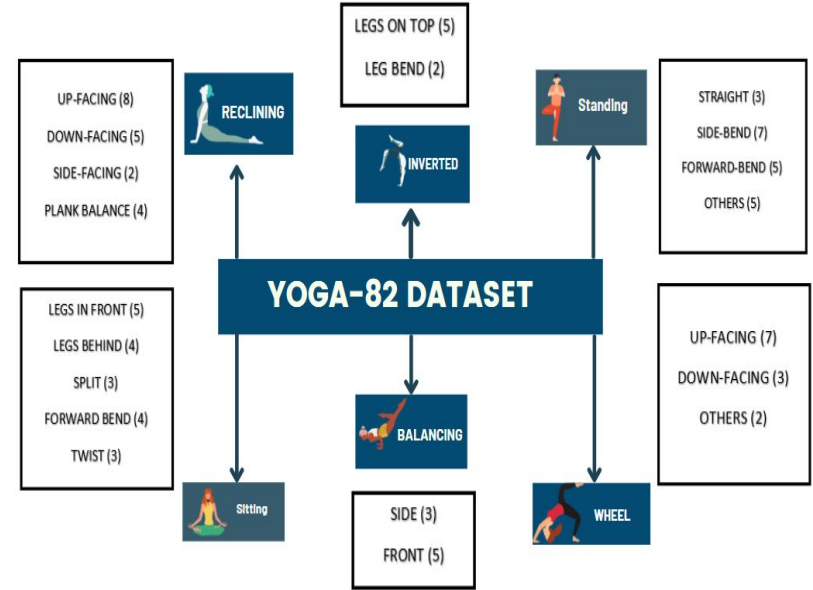 LEGS ON TOP (5)
LEG BEND (2)
UP-FACING (8)
DOWN-FACING (5)
SIDE-FACING (2)
PLANK BALANCE (4)
RECLINING
INVERTED
Standing
STRAIGHT (3)
SIDE-BEND (7)
FORWARD-BEND (5)
OTHERS (5)
YOGA-82 DATASET
LEGS IN FRONT (5)
LEGS BEHIND (4)
SPLIT (3)
FORWARD BEND (4)
TWIST (3)
Sitting
BALANCING
SIDE (3)
FRONT (5)
WHEEL
UP-FACING (7)
DOWN-FACING (3)
OTHERS (2)